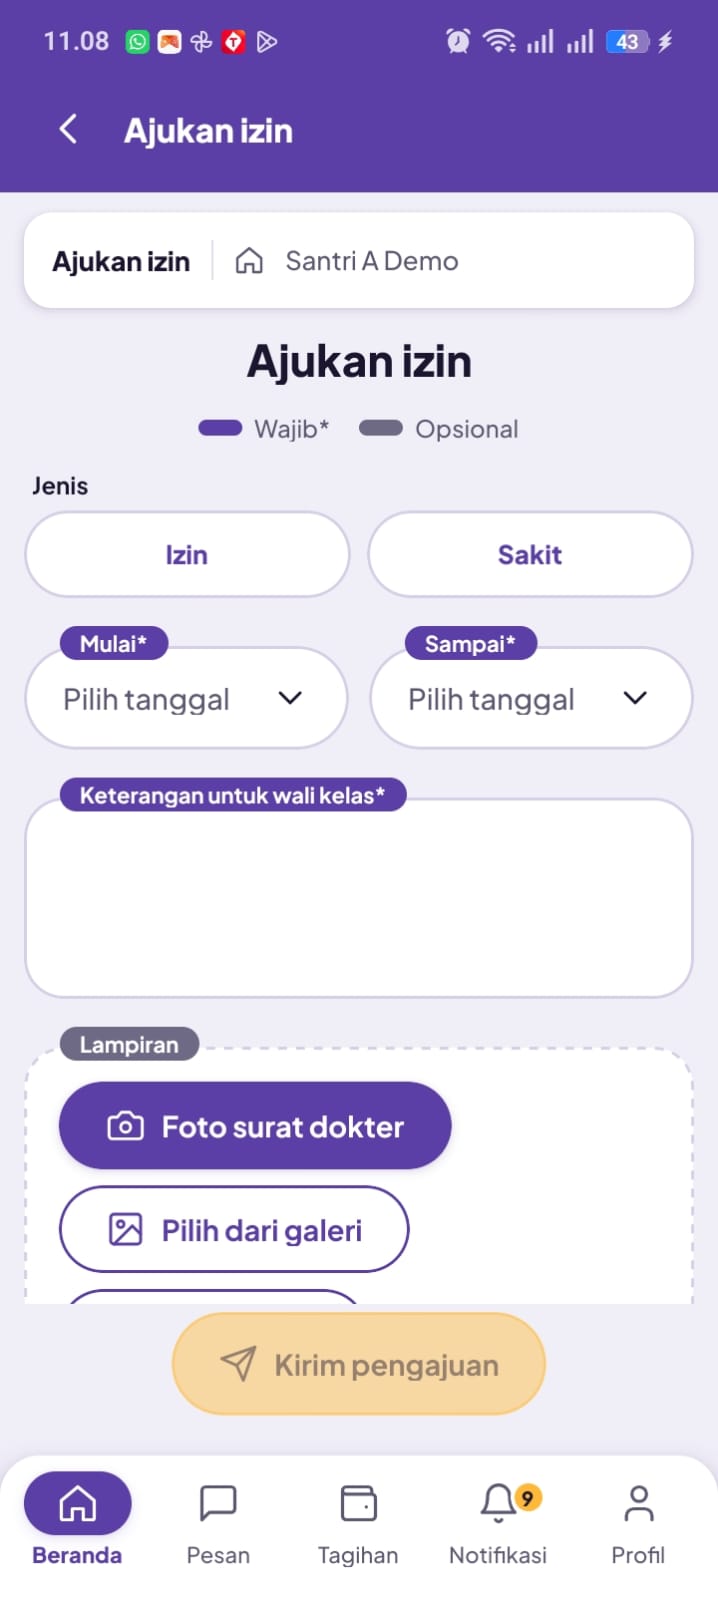 11.08
43
Ajukan izin
Ajukan izin
Santri A Demo
Ajukan izin
Wajib*
Opsional
Jenis
Izin
Sakit
Mulai*
Sampai*
Pilih tanggal
Pilih tanggal
Keterangan untuk wali kelas*
Lampiran
Foto surat dokter
Pilih dari galeri
Kirim pengajuan
9
Beranda
Pesan
Tagihan
Notifikasi
Profil